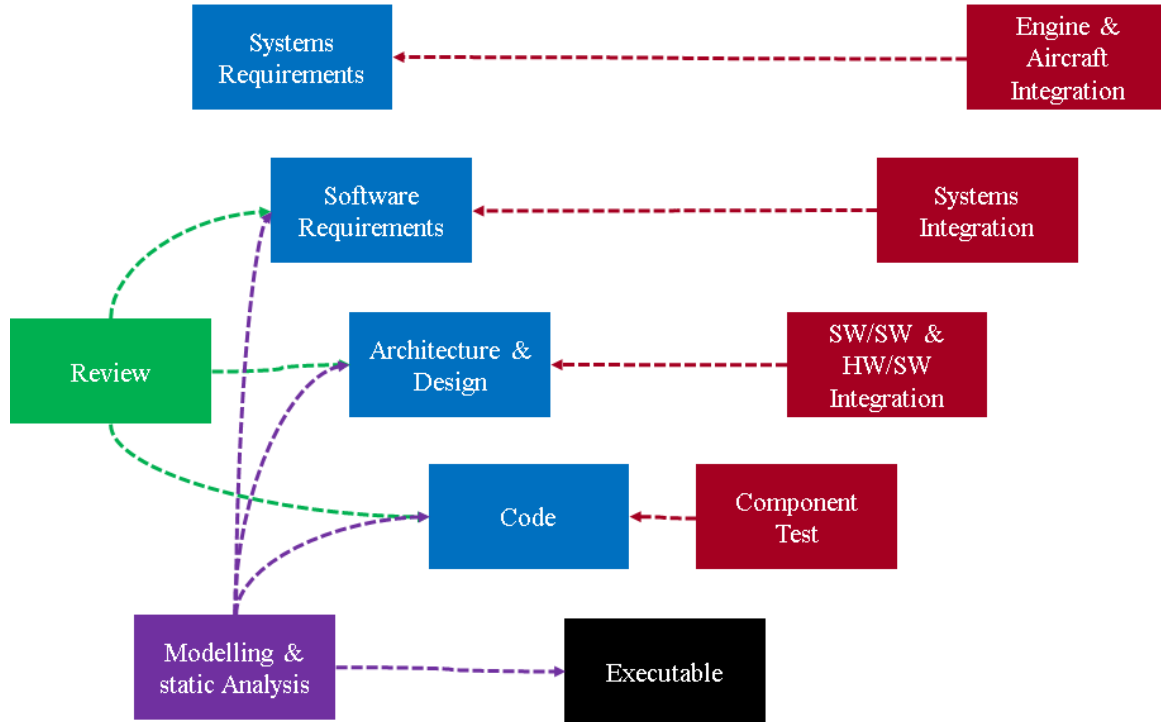 Systems
Requirements
Engine &
Aircraft
Integration
Software
Requirements
Systems
Integration
Review
Architecture &
Design
SW/SW &
HW/SW
Integration
Code
Component
Test
Modelling &
static Analysis
Executable